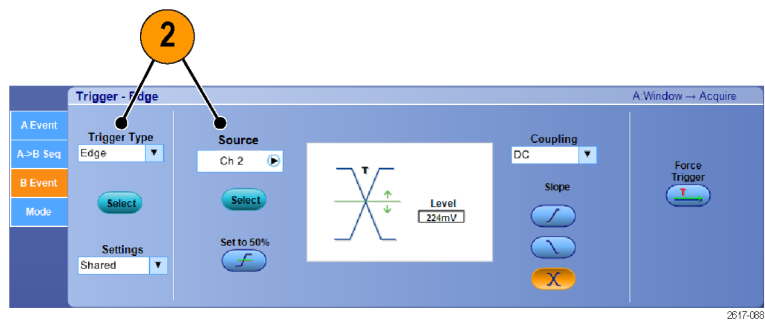 2
Trigger - Edge
A:Window → Acquire
A Event
A->B Seq
B Event
Mode
Trigger Type
Edge
Select
Settings
Shared
Source
Ch 2
Select
Set to 50%
T
Level
224mV
Coupling
DC
Slope
Force
Trigger
T
2617-088